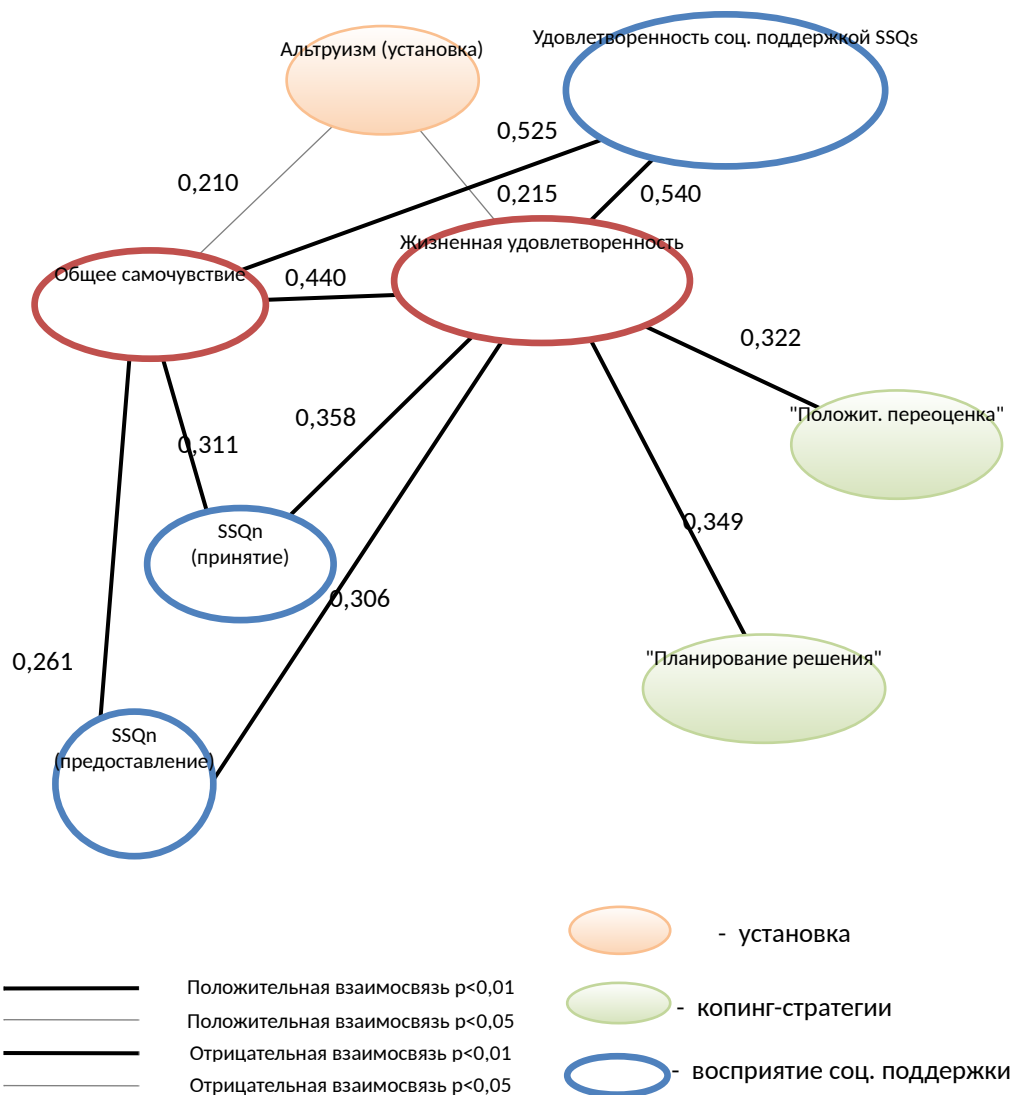 Альтруизм (установка)
Удовлетворенность соц. поддержкой SSQs
0,525
0,210
0,215
0,540
Жизненная удовлетворенность
Общее самочувствие
0,440
0,322
"Положит. переоценка"
0,358
0,311
SSQn
(принятие)
0,349
0,306
0,261
"Планирование решения"
SSQn
(предоставление)
- установка
Положительная взаимосвязь p<0,01
- копинг-стратегии
Положительная взаимосвязь p<0,05
Отрицательная взаимосвязь p<0,01
- восприятие соц. поддержки
Отрицательная взаимосвязь p<0,05